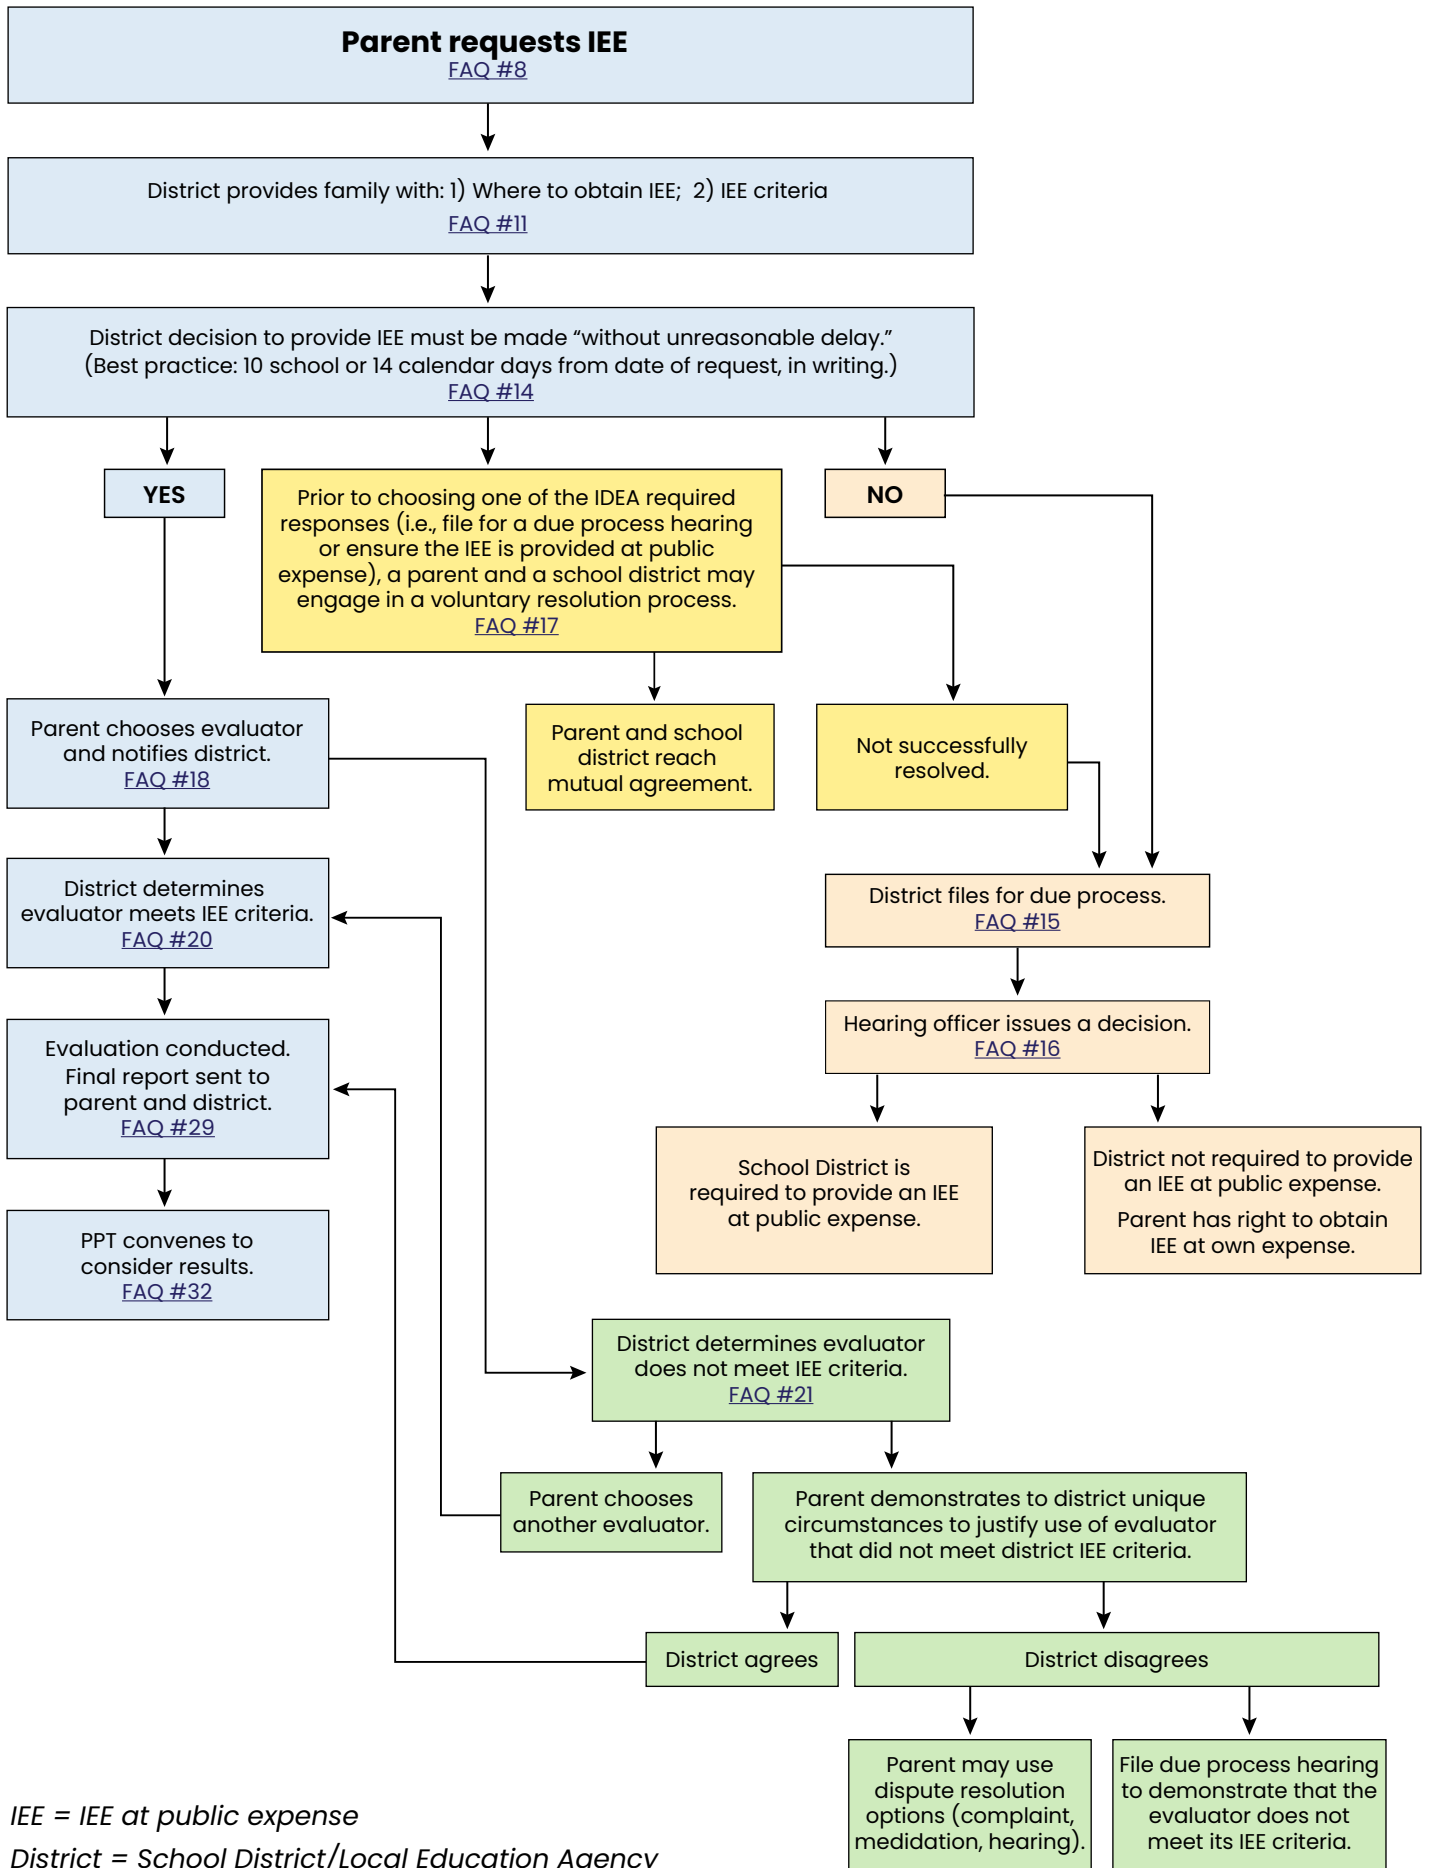 Parent requests IEE
FAQ #8
District provides family with: 1) Where to obtain IEE;  2) IEE criteria
FAQ #11
District decision to provide IEE must be made “without unreasonable delay.”
(Best practice: 10 school or 14 calendar days from date of request, in writing.)
FAQ #14
YES
Prior to choosing one of the IDEA required
responses (i.e., file for a due process hearing
or ensure the IEE is provided at public
expense), a parent and a school district may
engage in a voluntary resolution process.
FAQ #17
NO
Parent chooses evaluator
and notifies district.
FAQ #18
Parent and school
district reach
mutual agreement.
Not successfully
resolved.
District determines
evaluator meets IEE criteria.
FAQ #20
District files for due process.
FAQ #15
Evaluation conducted.
Final report sent to
parent and district.
FAQ #29
Hearing officer issues a decision.
FAQ #16
School District is
required to provide an IEE
at public expense.
District not required to provide
an IEE at public expense.
Parent has right to obtain
IEE at own expense.
PPT convenes to
consider results.
FAQ #32
District determines evaluator
does not meet IEE criteria.
FAQ #21
Parent chooses
another evaluator.
Parent demonstrates to district unique
circumstances to justify use of evaluator
that did not meet district IEE criteria.
District agrees
District disagrees
Parent may use
dispute resolution
options (complaint,
medidation, hearing).
File due process hearing
to demonstrate that the
evaluator does not
meet its IEE criteria.
IEE = IEE at public expense
District = School District/Local Education Agency